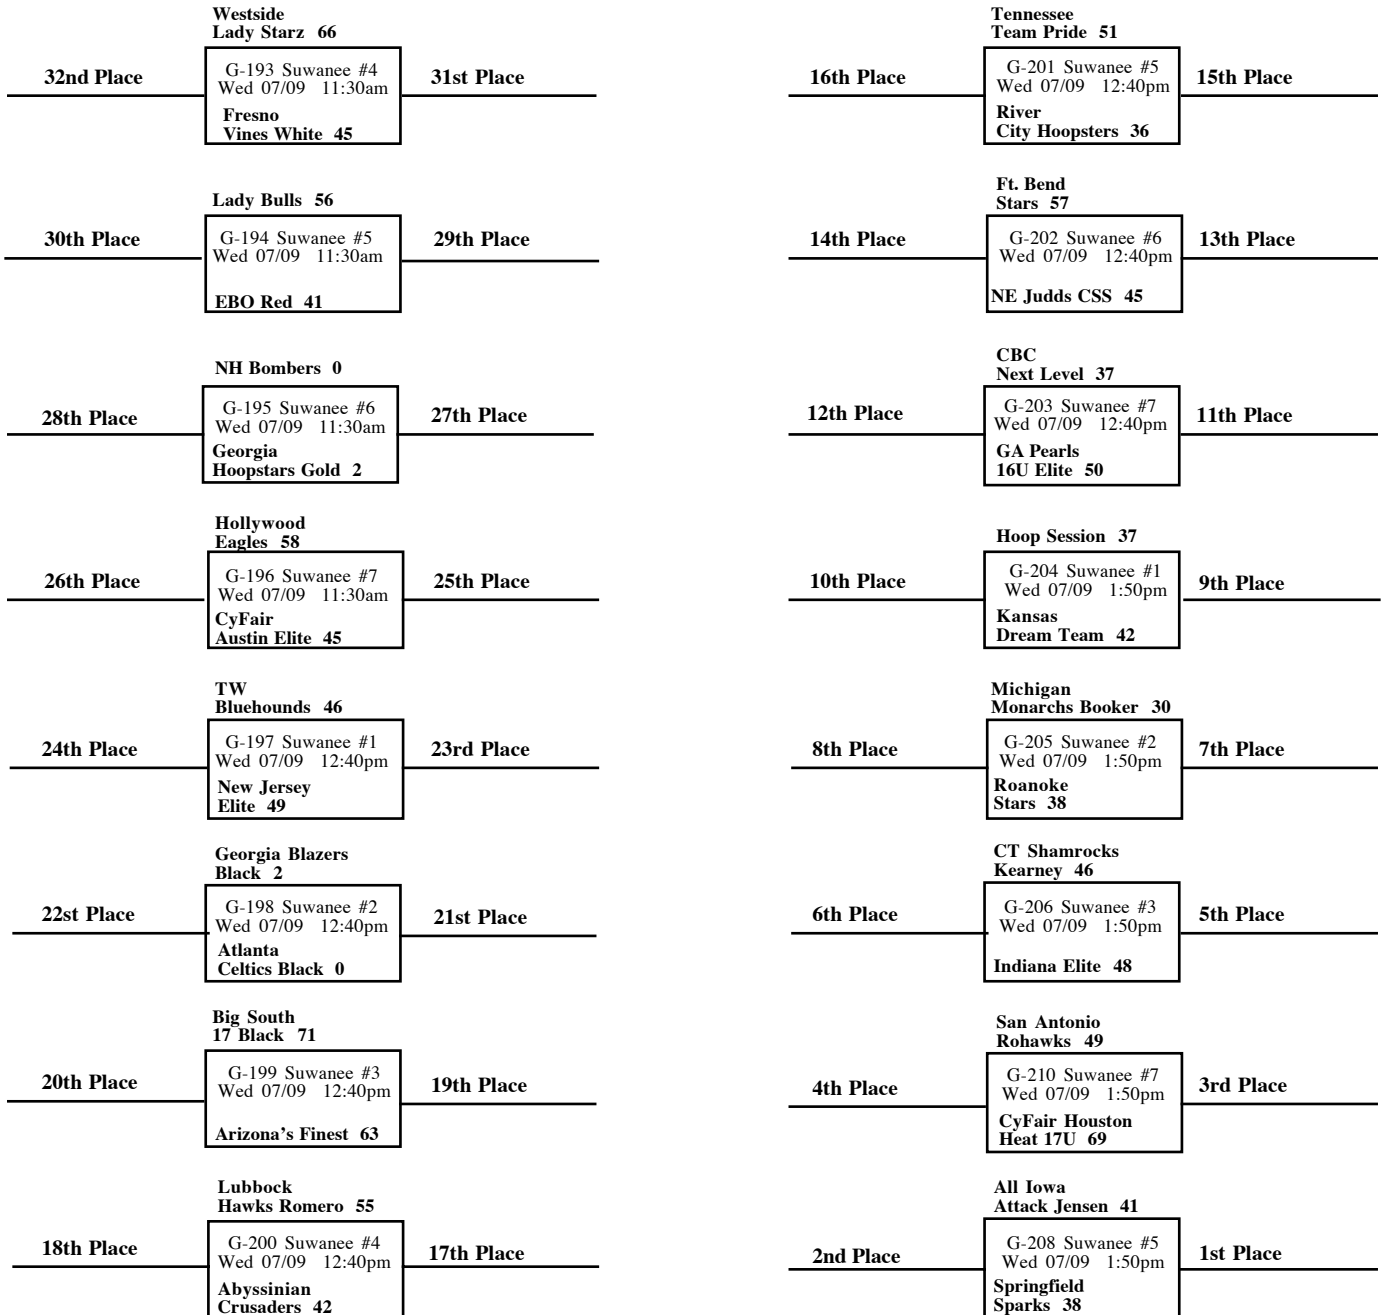 Westside
Lady Starz 66
32nd Place
G-193 Suwanee #4
Wed 07/09 11:30am
31st Place
Fresno
Vines White 45
Lady Bulls 56
30th Place
G-194 Suwanee #5
Wed 07/09 11:30am
29th Place
EBO Red 41
NH Bombers 0
28th Place
G-195 Suwanee #6
Wed 07/09 11:30am
27th Place
Georgia
Hoopstars Gold 2
Hollywood
Eagles 58
26th Place
G-196 Suwanee #7
Wed 07/09 11:30am
25th Place
CyFair
Austin Elite 45
TW
Bluehounds 46
24th Place
G-197 Suwanee #1
Wed 07/09 12:40pm
23rd Place
New Jersey
Elite 49
Georgia Blazers
Black 2
22st Place
G-198 Suwanee #2
Wed 07/09 12:40pm
21st Place
Atlanta
Celtics Black 0
Big South
17 Black 71
20th Place
G-199 Suwanee #3
Wed 07/09 12:40pm
19th Place
Arizona's Finest 63
Lubbock
Hawks Romero 55
18th Place
G-200 Suwanee #4
Wed 07/09 12:40pm
17th Place
Abyssinian
Crusaders 42
Tennessee
Team Pride 51
16th Place
G-201 Suwanee #5
Wed 07/09 12:40pm
15th Place
River
City Hoopsters 36
Ft. Bend
Stars 57
14th Place
G-202 Suwanee #6
Wed 07/09 12:40pm
13th Place
NE Judds CSS 45
CBC
Next Level 37
12th Place
G-203 Suwanee #7
Wed 07/09 12:40pm
11th Place
GA Pearls
16U Elite 50
Hoop Session 37
10th Place
G-204 Suwanee #1
Wed 07/09 1:50pm
9th Place
Kansas
Dream Team 42
Michigan
Monarchs Booker 30
8th Place
G-205 Suwanee #2
Wed 07/09 1:50pm
7th Place
Roanoke
Stars 38
CT Shamrocks
Kearney 46
6th Place
G-206 Suwanee #3
Wed 07/09 1:50pm
5th Place
Indiana Elite 48
San Antonio
Rohawks 49
4th Place
G-210 Suwanee #7
Wed 07/09 1:50pm
3rd Place
CyFair Houston
Heat 17U 69
All Iowa
Attack Jensen 41
2nd Place
G-208 Suwanee #5
Wed 07/09 1:50pm
1st Place
Springfield
Sparks 38